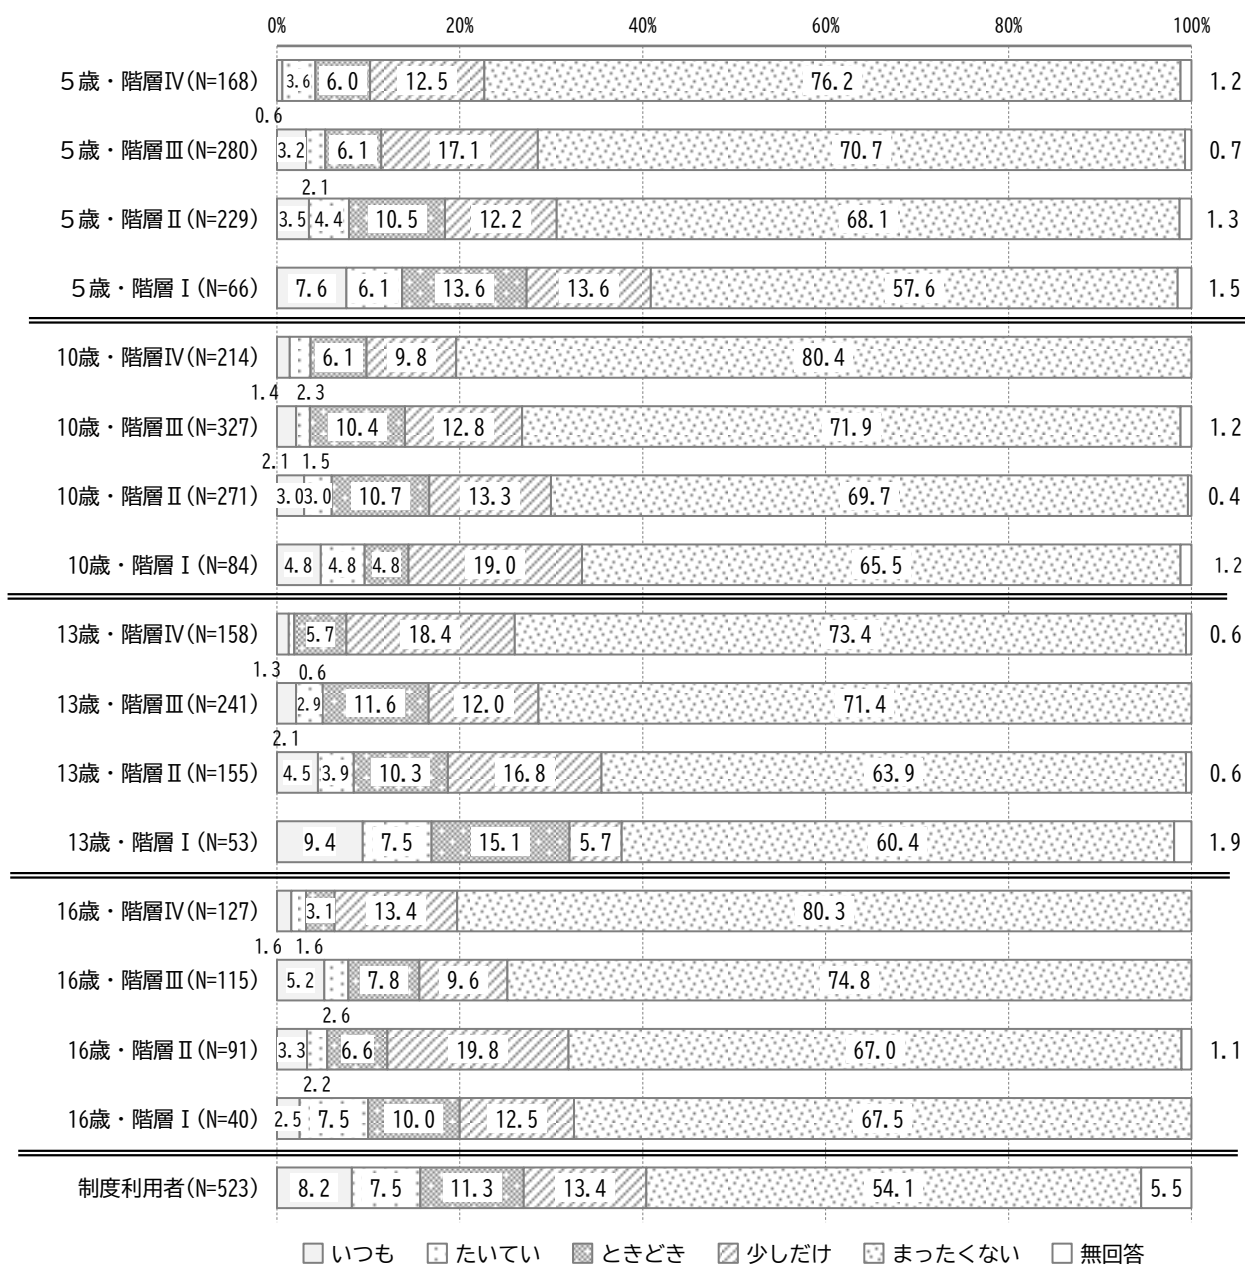 0% 20% 40% 60% 80% 100%
5歳・階層Ⅳ(N=168) 3.6 6.0 12.5 76.2 1.2
0.6
5歳・階層Ⅲ(N=280) 3.2 6.1 17.1 70.7 0.7
2.1
5歳・階層Ⅱ(N=229) 3.5 4.4 10.5 12.2 68.1 1.3
5歳・階層Ⅰ(N=66) 7.6 6.1 13.6 13.6 57.6 1.5
10歳・階層Ⅳ(N=214) 6.1 9.8 80.4
1.4 2.3
10歳・階層Ⅲ(N=327) 10.4 12.8 71.9 1.2
2.1 1.5
10歳・階層Ⅱ(N=271) 3.0 3.0 10.7 13.3 69.7 0.4
10歳・階層Ⅰ(N=84) 4.8 4.8 4.8 19.0 65.5 1.2
13歳・階層Ⅳ(N=158) 5.7 18.4 73.4 0.6
1.3 0.6
13歳・階層Ⅲ(N=241) 2.9 11.6 12.0 71.4
2.1
13歳・階層Ⅱ(N=155) 4.5 3.9 10.3 16.8 63.9 0.6
13歳・階層Ⅰ(N=53) 9.4 7.5 15.1 5.7 60.4 1.9
16歳・階層Ⅳ(N=127) 3.1 13.4 80.3
1.6 1.6
16歳・階層Ⅲ(N=115) 5.2 7.8 9.6 74.8
2.6
16歳・階層Ⅱ(N=91) 3.3 6.6 19.8 67.0 1.1
2.2
16歳・階層Ⅰ(N=40) 2.5 7.5 10.0 12.5 67.5
制度利用者(N=523) 8.2 7.5 11.3 13.4 54.1 5.5
いつも たいてい ときどき 少しだけ まったくない 無回答